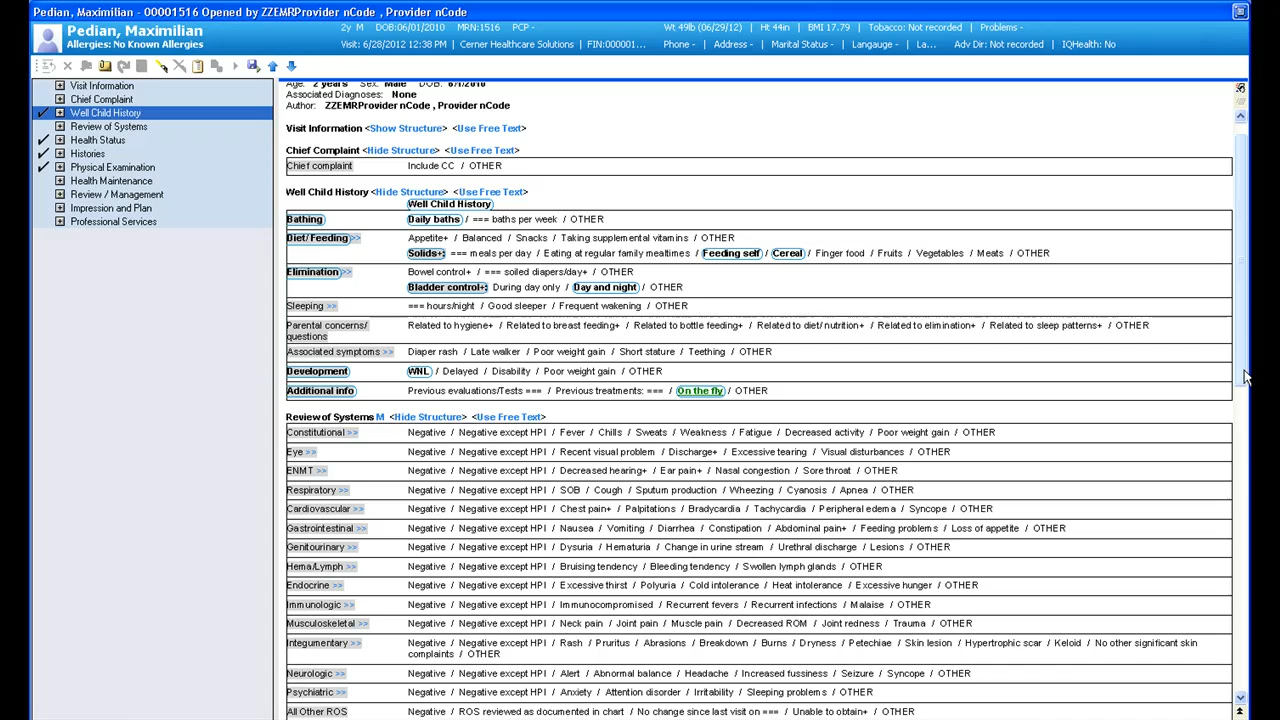 Pedian, Maximilian - 00001516 Opened by ZZEMRProvider nCode , Provider nCode
Pedian, Maximilian
2y M DOB:06/01/2010 MRN:1516 PCP - Wt 49lb (06/29/12) Ht 44in BMI 17.79 Tobacco: Not recorded Problems -
Allergies: No Known Allergies
Visit: 6/28/2012 12:38 PM Cerner Healthcare Solutions FIN:000001... Phone - Address - Marital Status - Langauge - La... Adv Dir: Not recorded IQHealth: No
Visit Information
Chief Complaint
Well Child History
Review of Systems
Health Status
Histories
Physical Examination
Health Maintenance
Review / Management
Impression and Plan
Professional Services
Age: 2 years Sex: Male DOB: 6/1/2010
Associated Diagnoses: None
Author: ZZEMRProvider nCode , Provider nCode
Visit Information <Show Structure> <Use Free Text>
Chief Complaint <Hide Structure> <Use Free Text>
Chief complaint Include CC / OTHER
Well Child History <Hide Structure> <Use Free Text>
Well Child History
Bathing Daily baths / === baths per week / OTHER
Diet/Feeding >> Appetite+ / Balanced / Snacks / Taking supplemental vitamins / OTHER
Solids+: === meals per day / Eating at regular family mealtimes / Feeding self / Cereal / Finger food / Fruits / Vegetables / Meats / OTHER
Elimination >> Bowel control+ / === soiled diapers/day+ / OTHER
Bladder control+: During day only / Day and night / OTHER
Sleeping >> === hours/night / Good sleeper / Frequent wakening / OTHER
Parental concerns/ questions Related to hygiene+ / Related to breast feeding+ / Related to bottle feeding+ / Related to diet/nutrition+ / Related to elimination+ / Related to sleep patterns+ / OTHER
Associated symptoms >> Diaper rash / Late walker / Poor weight gain / Short stature / Teething / OTHER
Development WNL / Delayed / Disability / Poor weight gain / OTHER
Additional info Previous evaluations/Tests === / Previous treatments: === / On the fly / OTHER
Review of Systems M <Hide Structure> <Use Free Text>
Constitutional >> Negative / Negative except HPI / Fever / Chills / Sweats / Weakness / Fatigue / Decreased activity / Poor weight gain / OTHER
Eye >> Negative / Negative except HPI / Recent visual problem / Discharge+ / Excessive tearing / Visual disturbances / OTHER
ENMT >> Negative / Negative except HPI / Decreased hearing+ / Ear pain+ / Nasal congestion / Sore throat / OTHER
Respiratory >> Negative / Negative except HPI / SOB / Cough / Sputum production / Wheezing / Cyanosis / Apnea / OTHER
Cardiovascular >> Negative / Negative except HPI / Chest pain+ / Palpitations / Bradycardia / Tachycardia / Peripheral edema / Syncope / OTHER
Gastrointestinal >> Negative / Negative except HPI / Nausea / Vomiting / Diarrhea / Constipation / Abdominal pain+ / Feeding problems / Loss of appetite / OTHER
Genitourinary >> Negative / Negative except HPI / Dysuria / Hematuria / Change in urine stream / Urethral discharge / Lesions / OTHER
Hema/Lymph >> Negative / Negative except HPI / Bruising tendency / Bleeding tendency / Swollen lymph glands / OTHER
Endocrine >> Negative / Negative except HPI / Excessive thirst / Polyuria / Cold intolerance / Heat intolerance / Excessive hunger / OTHER
Immunologic >> Negative / Negative except HPI / Immunocompromised / Recurrent fevers / Recurrent infections / Malaise / OTHER
Musculoskeletal >> Negative / Negative except HPI / Neck pain / Joint pain / Muscle pain / Decreased ROM / Joint redness / Trauma / OTHER
Integumentary >> Negative / Negative except HPI / Rash / Pruritus / Abrasions / Breakdown / Burns / Dryness / Petechiae / Skin lesion / Hypertrophic scar / Keloid / No other significant skin
complaints / OTHER
Neurologic >> Negative / Negative except HPI / Alert / Abnormal balance / Headache / Increased fussiness / Seizure / Syncope / OTHER
Psychiatric >> Negative / Negative except HPI / Anxiety / Attention disorder / Irritability / Sleeping problems / OTHER
All Other ROS Negative / ROS reviewed as documented in chart / No change since last visit on === / Unable to obtain+ / OTHER